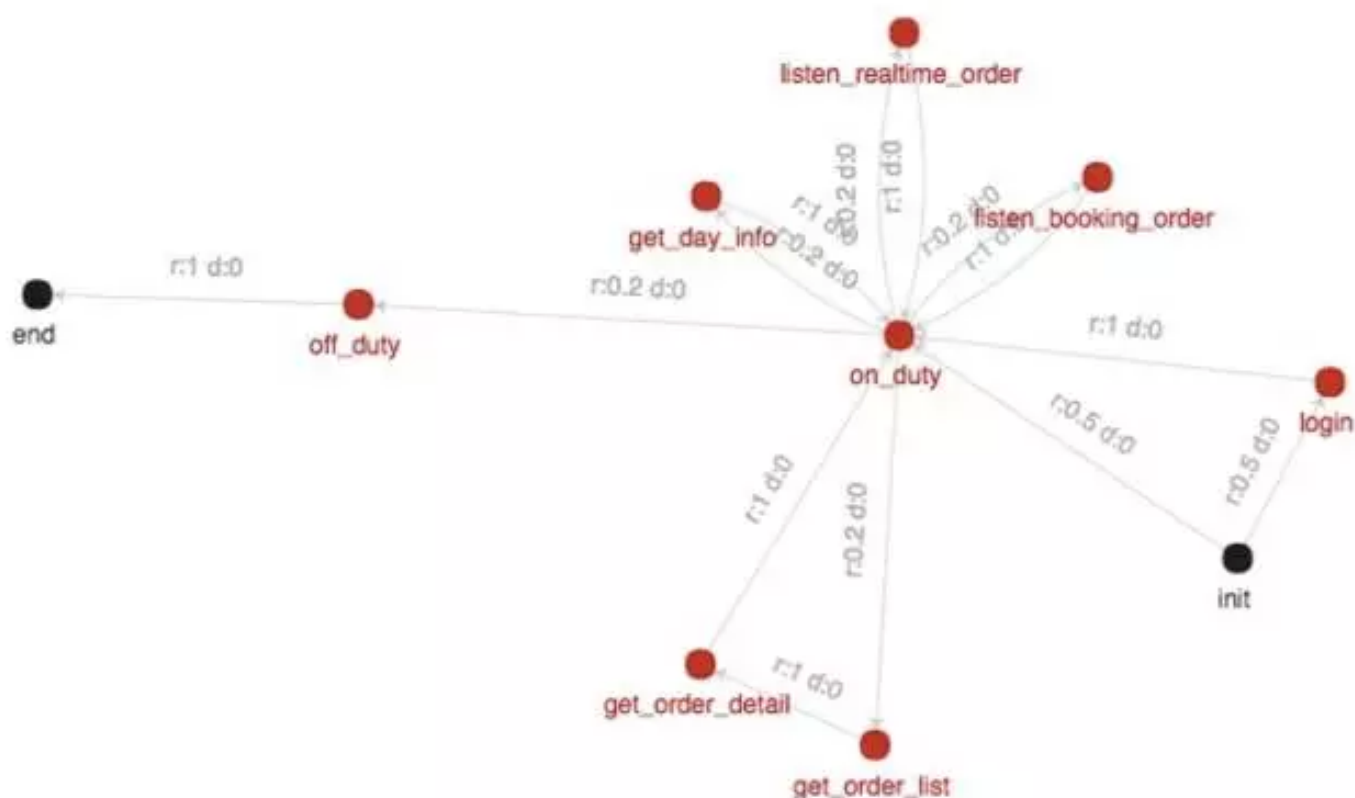 listen_realtime_order
r:0.2 d:0
r:1 d:0
r:1 d:0
r:0.2 d:0
listen_booking_order
get_day_info
r:0.2 d:0
r:1 d:
r:1 d:0
r:0.2 d:0
end
off_duty
r:1 d:0
on_duty
login
r:0.5 d:0
r:0.5 d:0
r:1 d:0
r:0.2 d:0
init
r:1 d:0
get_order_detail
get_order_list